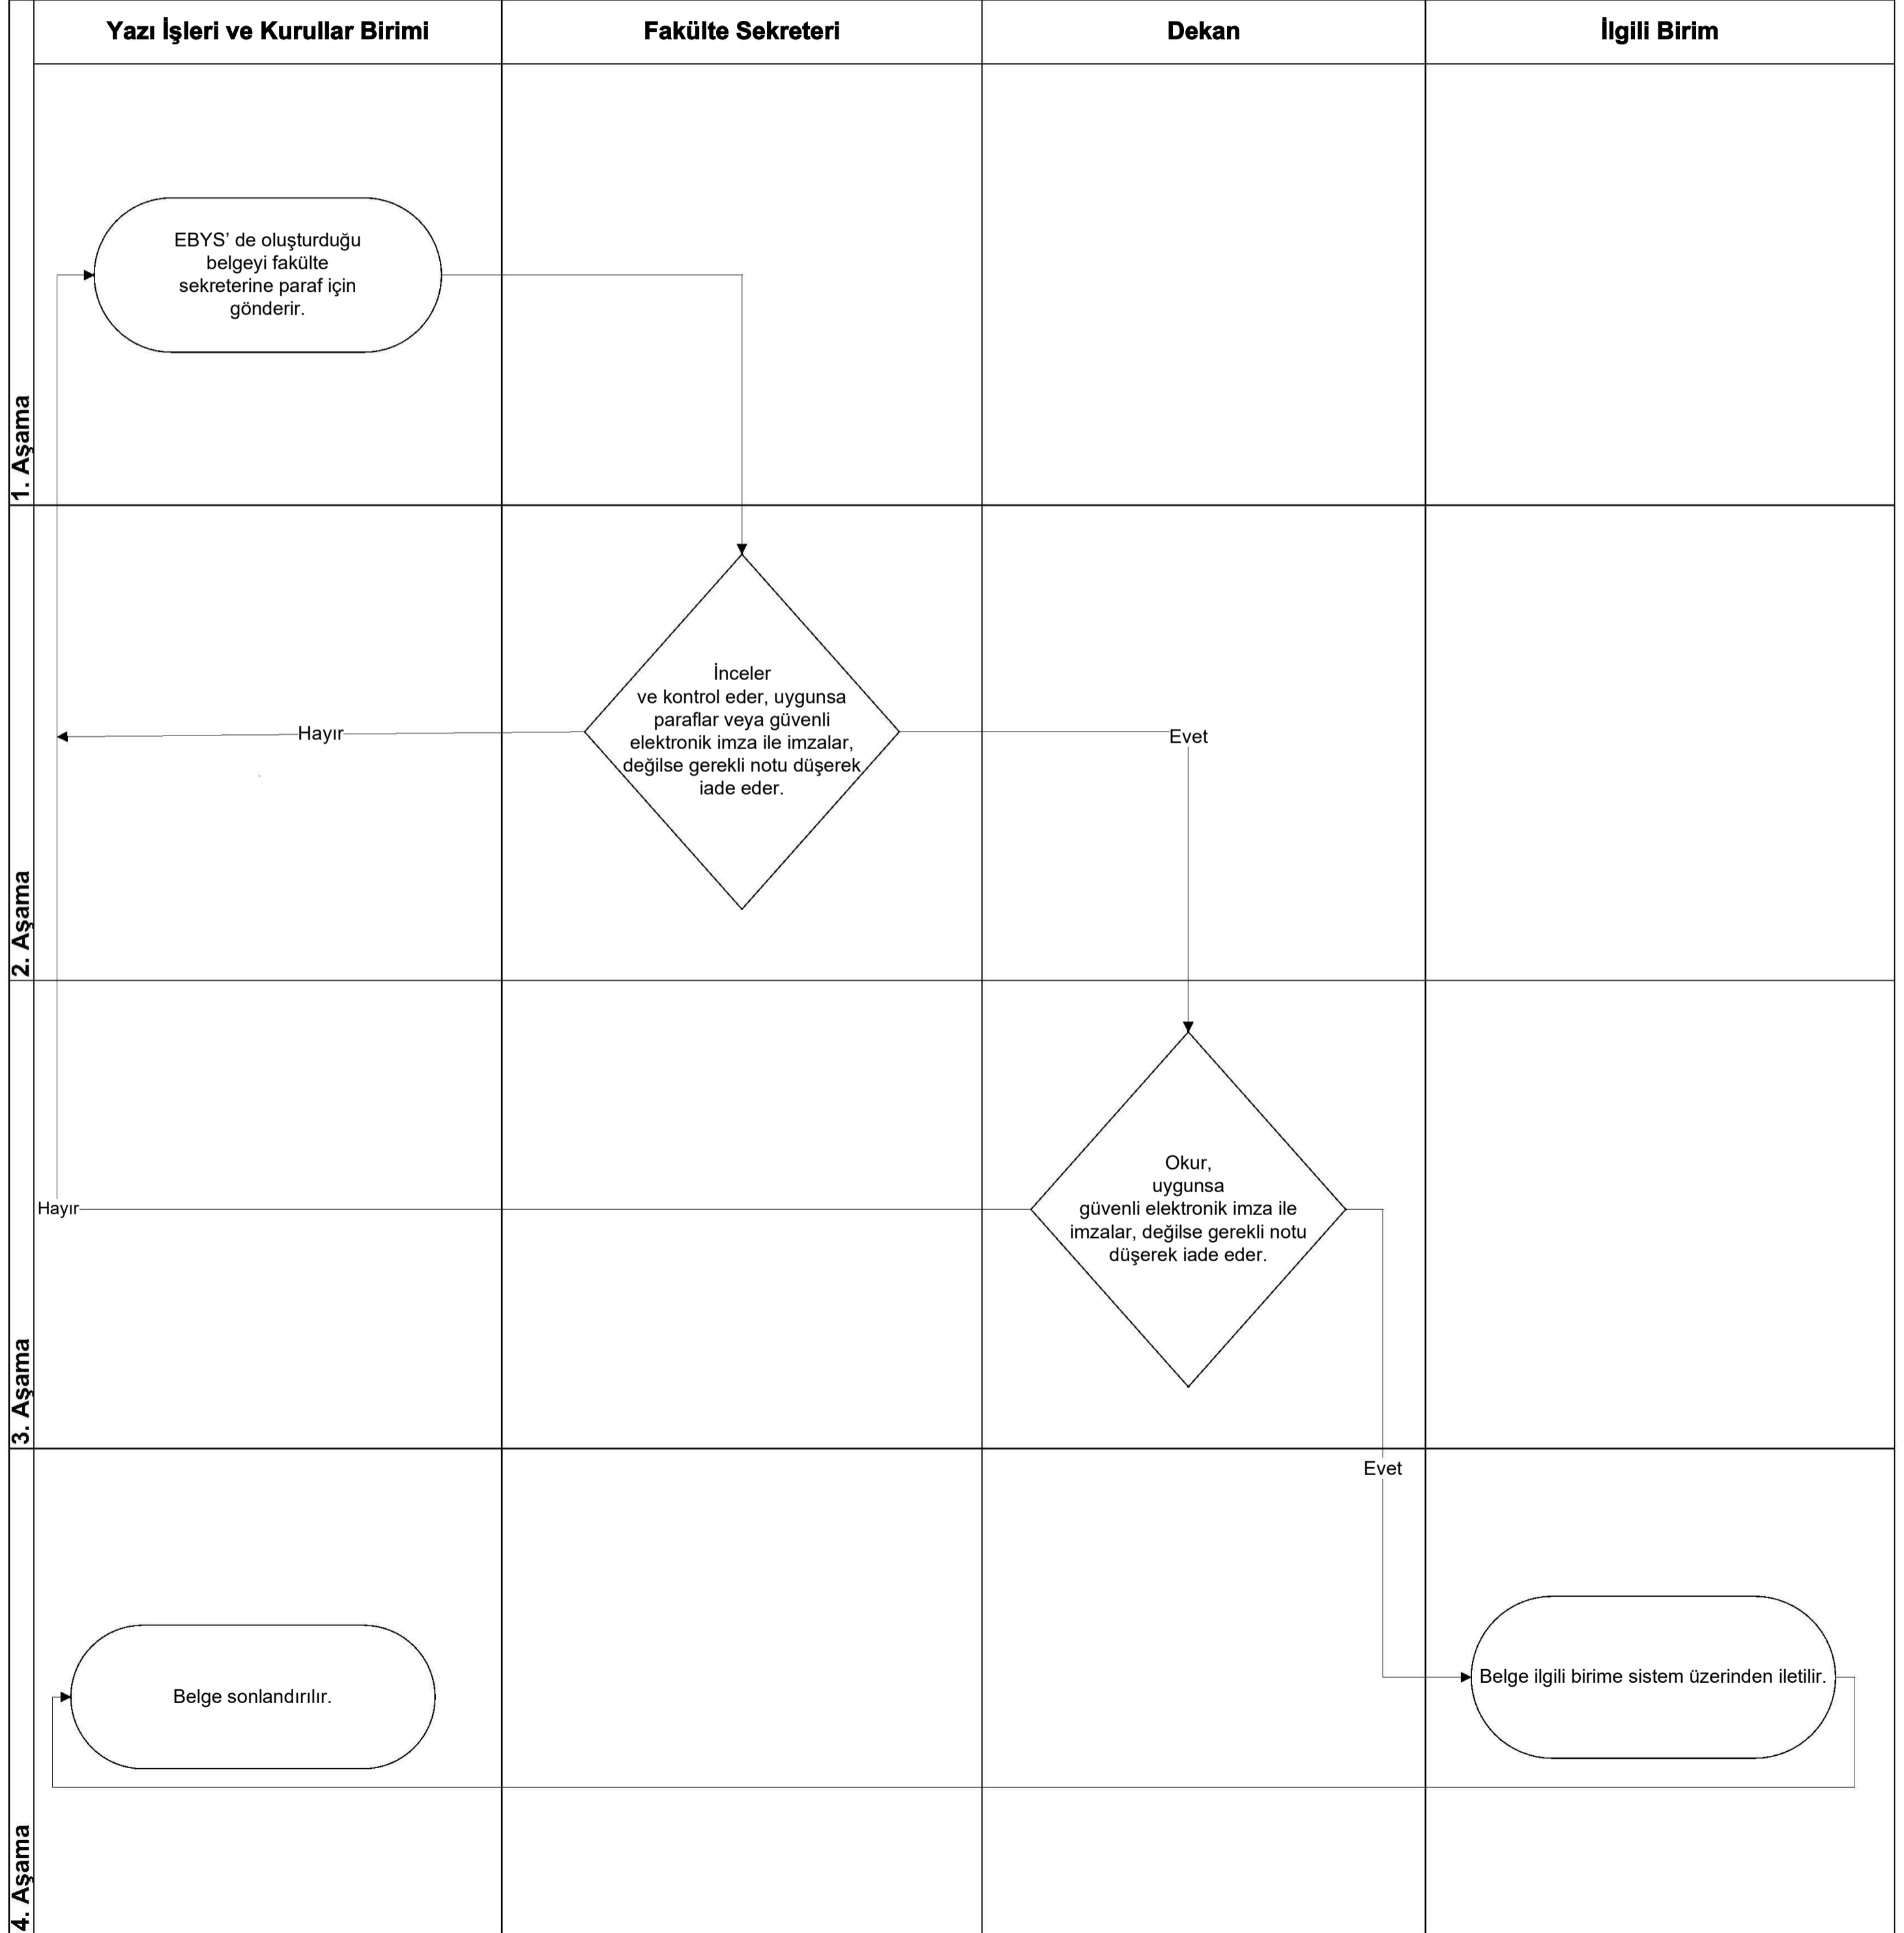 Yazı İşleri ve Kurullar Birimi
Fakülte Sekreteri
Dekan
İlgili Birim
1. Aşama
EBYS’ de oluşturduğu
belgeyi fakülte
sekreterine paraf için
gönderir.
2. Aşama
İnceler
ve kontrol eder, uygunsa
paraflar veya güvenli
elektronik imza ile imzalar,
değilse gerekli notu düşerek
iade eder.
Hayır
Evet
3. Aşama
Okur,
uygunsa
güvenli elektronik imza ile
imzalar, değilse gerekli notu
düşerek iade eder.
Hayır
Evet
4. Aşama
Belge ilgili birime sistem üzerinden iletilir.
Belge sonlandırılır.